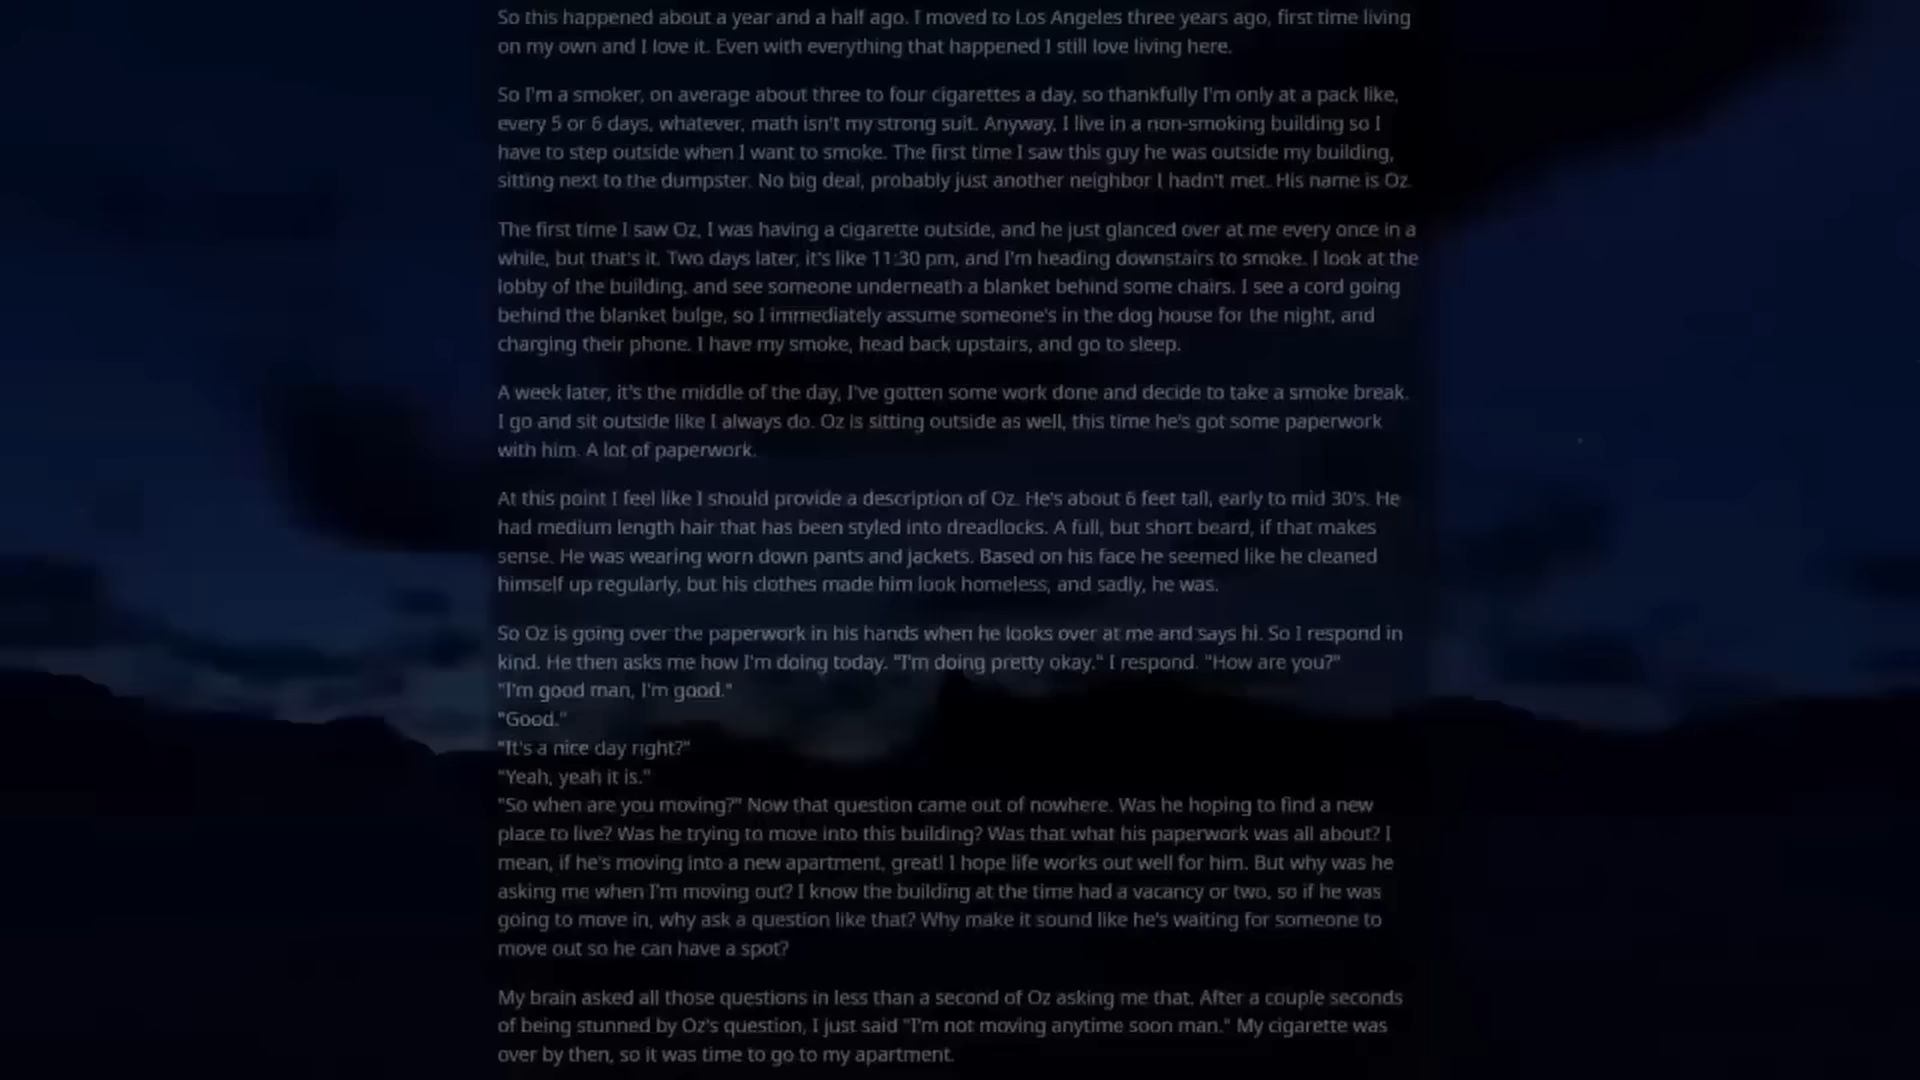 So this happened about a year and a half ago. I moved to Los Angeles three years ago, first time living
on my own and I love it. Even with everything that happened I still love living here.
So I'm a smoker, on average about three to four cigarettes a day, so thankfully I'm only at a pack like,
every 5 or 6 days, whatever, math isn't my strong suit. Anyway, I live in a non-smoking building so I
have to step outside when I want to smoke. The first time I saw this guy he was outside my building,
sitting next to the dumpster. No big deal, probably just another neighbor I hadn't met. His name is Oz.
The first time I saw Oz, I was having a cigarette outside, and he just glanced over at me every once in a
while, but that's it. Two days later, it's like 11:30 pm, and I'm heading downstairs to smoke. I look at the
lobby of the building, and see someone underneath a blanket behind some chairs. I see a cord going
behind the blanket bulge, so I immediately assume someone's in the dog house for the night, and
charging their phone. I have my smoke, head back upstairs, and go to sleep.
A week later, it's the middle of the day, I've gotten some work done and decide to take a smoke break.
I go and sit outside like I always do. Oz is sitting outside as well, this time he's got some paperwork
with him. A lot of paperwork.
At this point I feel like I should provide a description of Oz. He's about 6 feet tall, early to mid 30's. He
had medium length hair that has been styled into dreadlocks. A full, but short beard, if that makes
sense. He was wearing worn down pants and jackets. Based on his face he seemed like he cleaned
himself up regularly, but his clothes made him look homeless, and sadly, he was.
So Oz is going over the paperwork in his hands when he looks over at me and says hi. So I respond in
kind. He then asks me how I'm doing today. "I'm doing pretty okay." I respond. "How are you?"
"I'm good man, I'm good."
"Good."
"It's a nice day right?"
"Yeah, yeah it is."
"So when are you moving?" Now that question came out of nowhere. Was he hoping to find a new
place to live? Was he trying to move into this building? Was that what his paperwork was all about? I
mean, if he's moving into a new apartment, great! I hope life works out well for him. But why was he
asking me when I'm moving out? I know the building at the time had a vacancy or two, so if he was
going to move in, why ask a question like that? Why make it sound like he's waiting for someone to
move out so he can have a spot?
My brain asked all those questions in less than a second of Oz asking me that. After a couple seconds
of being stunned by Oz's question, I just said "I'm not moving anytime soon man." My cigarette was
over by then, so it was time to go to my apartment.